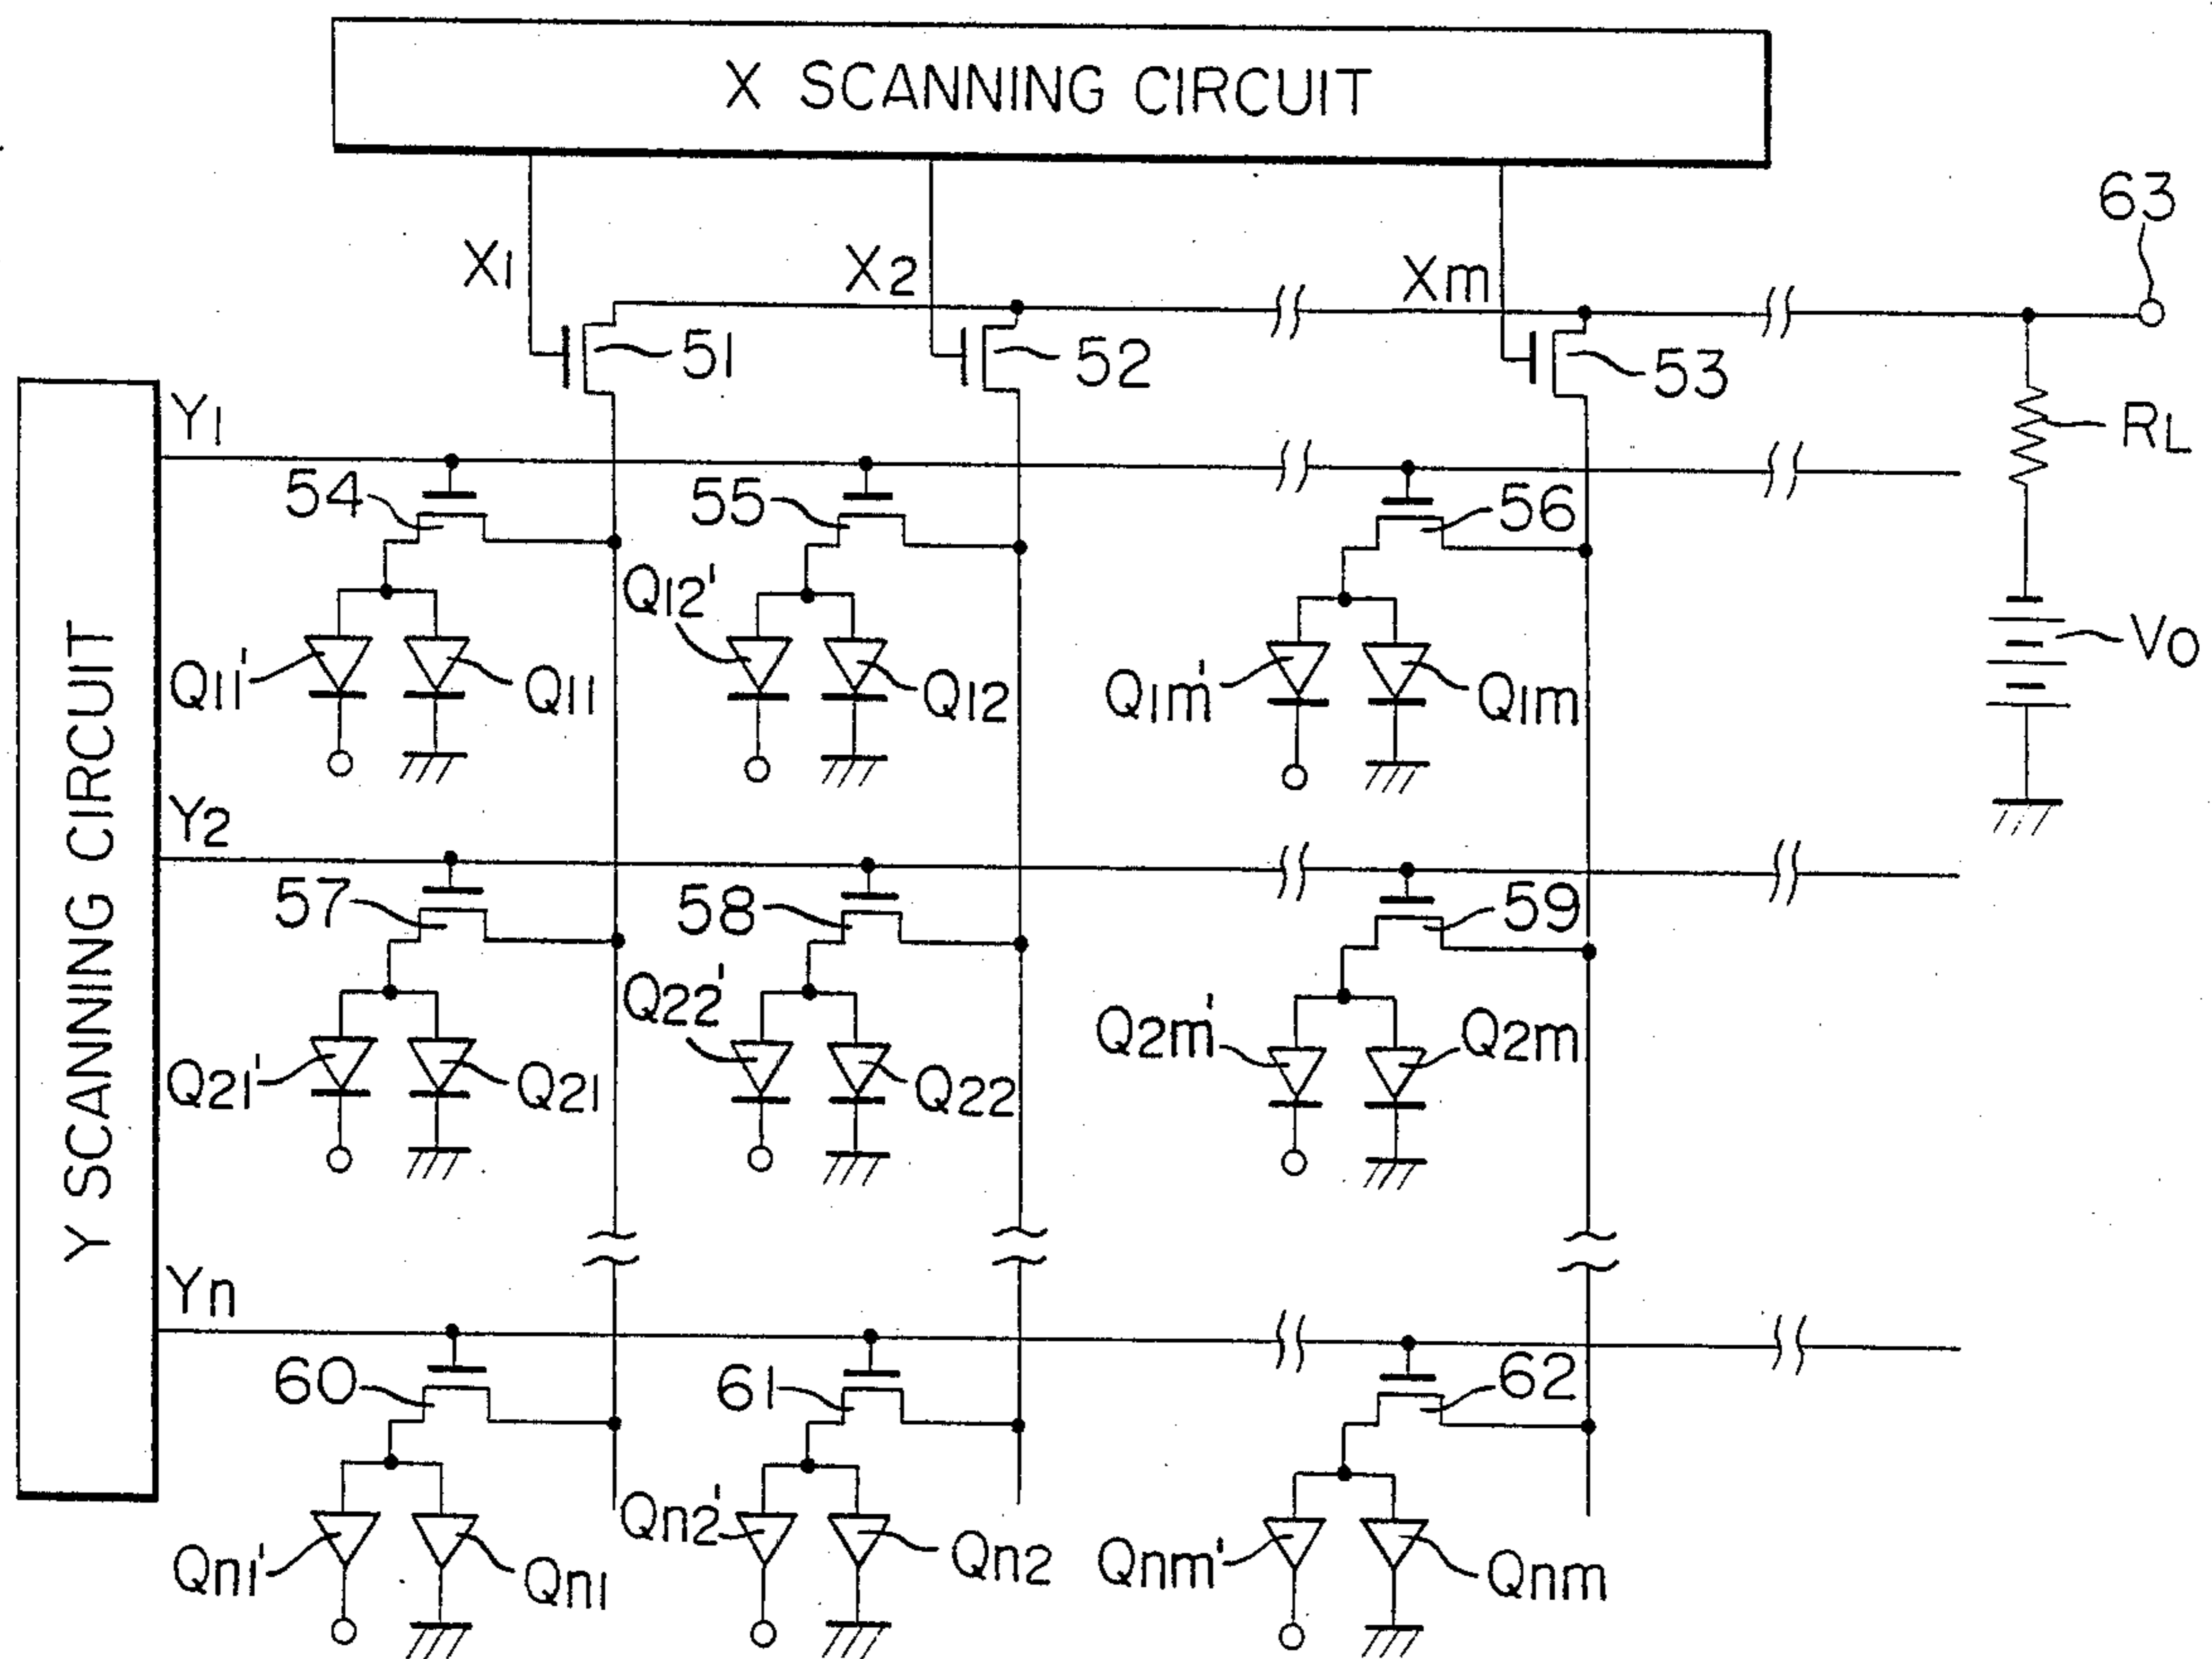 X SCANNING CIRCUIT
63
X1
X2
Xm
51
52
53
Y1
RL
54
55
56
Q12'
VO
Q11'
Q11
Q12
Q1m'
Q1m
Y SCANNING CIRCUIT
Y2
57
58
59
Q22'
Q2m'
Q2m
Q21'
Q21
Q22
Yn
60
61
62
Qn2'
Qn1'
Qn1
Qn2
Qnm'
Qnm